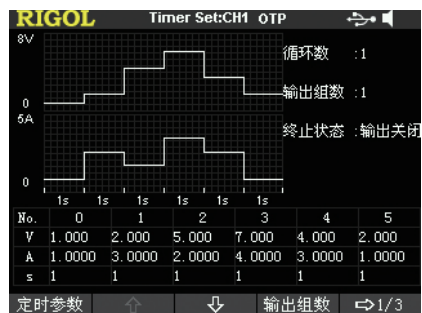 RIGOL Timer Set:CH1 OTP
8V
循环数 :1
输出组数 :1
0
5A
终止状态 :输出关闭
0
1s 1s 1s 1s 1s 1s
No. 0 1 2 3 4 5
V 1.000 2.000 5.000 7.000 4.000 2.000
A 1.0000 3.0000 2.0000 4.0000 3.0000 1.0000
s 1 1 1 1 1 1
定时参数 输出组数 1/3